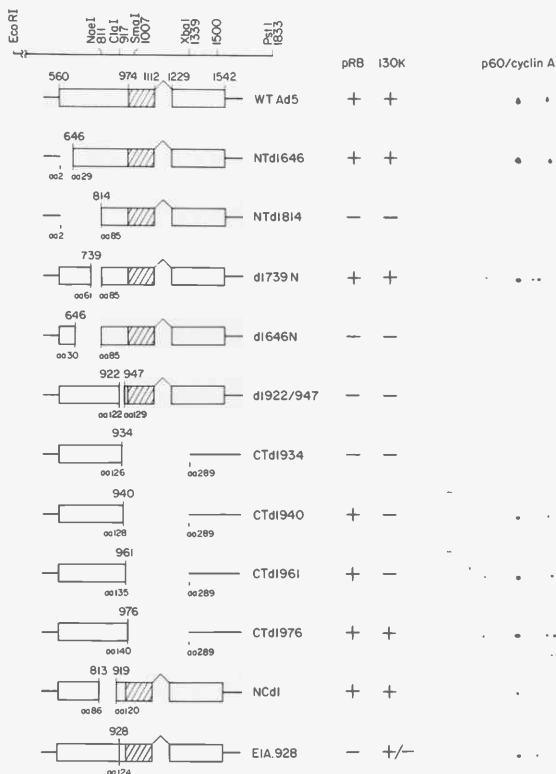 EcoRI
NaeI
811
ClaI
917
SmaI
1007
XbaI
1339
1500
PstI
1833
pRB 130K p60/cyclin A
560 974 1112 1229 1542
WT Ad5 + +
646
aa2 aa29
NTdl646 + +
814
aa2 aa85
NTdl814 – –
739
aa61 aa85
dl739N + +
646
aa30 aa85
dl646N – –
922 947
aa122 aa129
dl922/947 – –
934
aa126 aa289
CTdl934 – –
940
aa128 aa289
CTdl940 + –
961
aa135 aa289
CTdl961 + –
976
aa140 aa289
CTdl976 + +
813 919
aa86 aa120
NCdl + +
928
aa124
E1A.928 – +/–